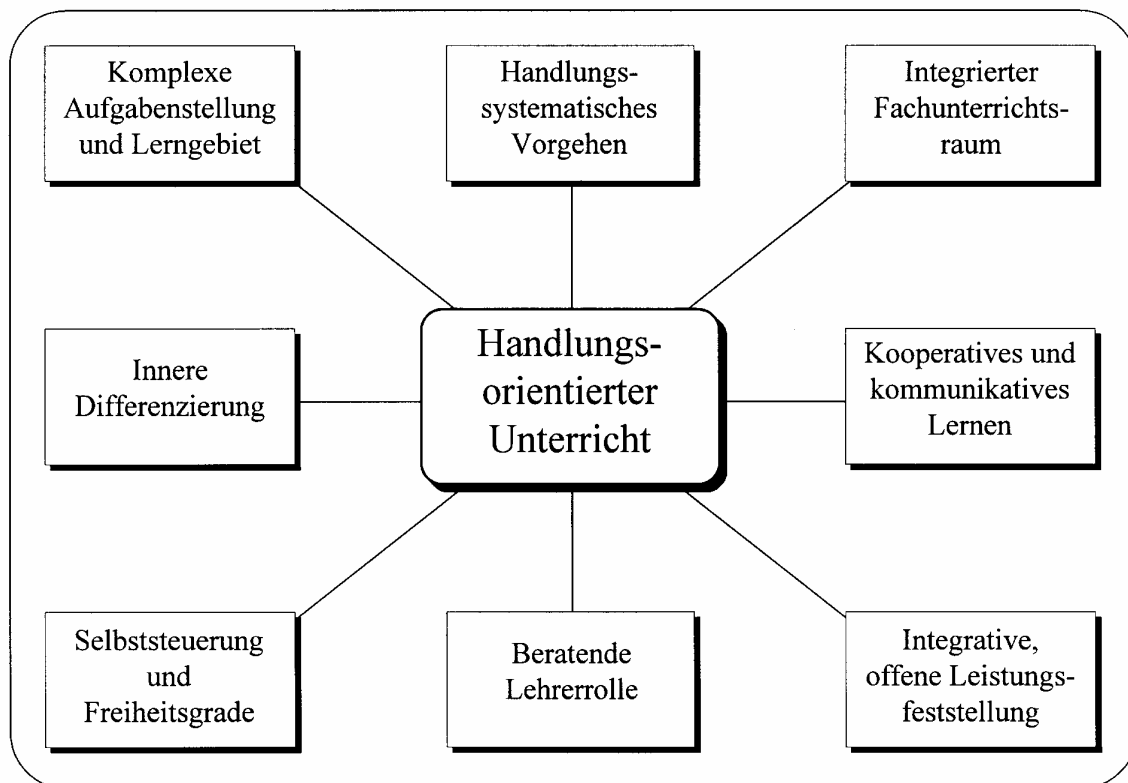 Komplexe
Aufgabenstellung
und Lerngebiet
Handlungs-
systematisches
Vorgehen
Integrierter
Fachunterrichts-
raum
Innere
Differenzierung
Handlungs-
orientierter
Unterricht
Kooperatives und
kommunikatives
Lernen
Selbststeuerung
und
Freiheitsgrade
Beratende
Lehrerrolle
Integrative,
offene Leistungs-
feststellung